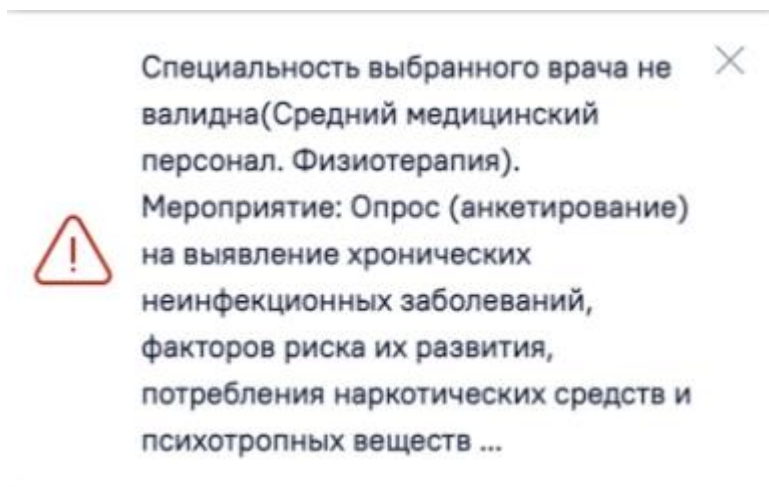 Специальность выбранного врача не
валидна(Средний медицинский
персонал. Физиотерапия).
Мероприятие: Опрос (анкетирование)
на выявление хронических
неинфекционных заболеваний,
факторов риска их развития,
потребления наркотических средств и
психотропных веществ ...